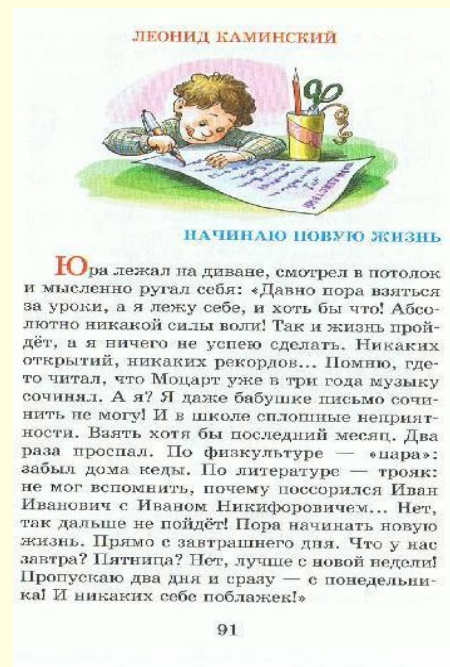 ЛЕОНИД КАМИНСКИЙ
НАЧИНАЮ НОВУЮ ЖИЗНЬ
Юра лежал на диване, смотрел в потолок
и мысленно ругал себя: «Давно пора взяться
за уроки, а я лежу себе, и хоть бы что! Абсо-
лютно никакой силы воли! Так и жизнь прой-
дёт, а я ничего не успею сделать. Никаких
открытий, никаких рекордов... Помню, где-
то читал, что Моцарт уже в три года музыку
сочинял. А я? Я даже бабушке письмо сочи-
нить не могу! И в школе сплошные неприят-
ности. Взять хотя бы последний месяц. Два
раза проспал. По физкультуре — «пара»:
забыл дома кеды. По литературе — трояк:
не мог вспомнить, почему поссорился Иван
Иванович с Иваном Никифоровичем... Нет,
так дальше не пойдёт! Пора начинать новую
жизнь. Прямо с завтрашнего дня. Что у нас
завтра? Пятница? Нет, лучше с новой недели!
Пропускаю два дня и сразу — с понедельни-
ка! И никаких себе поблажек!»
91